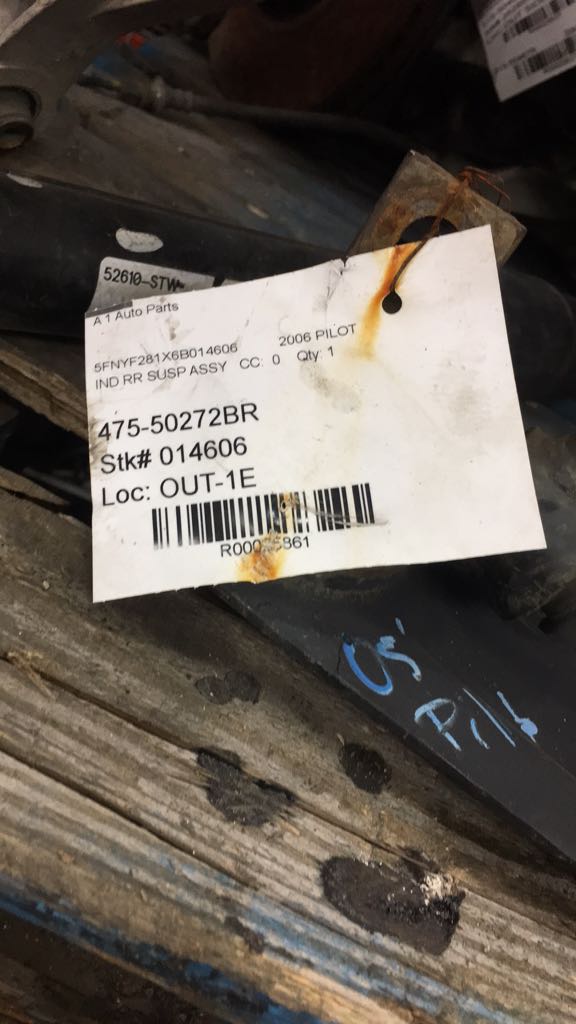 52610-STW
A 1 Auto Parts
5FNYF281X6B014606 2006 PILOT
IND RR SUSP ASSY CC: 0 Qty: 1
475-50272BR
Stk# 014606
Loc: OUT-1E
05'
Pilot